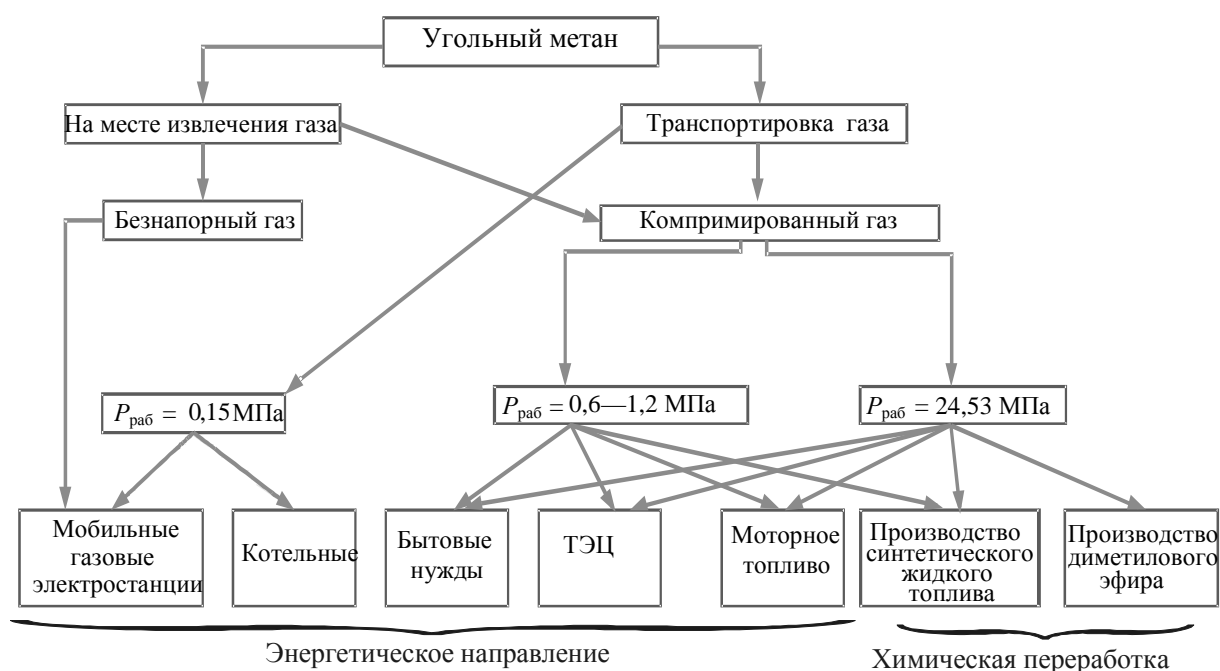 Угольный метан
На месте извлечения газа
Транспортировка газа
Безнапорный газ
Компримированный газ
Pраб = 0,15 МПа
Pраб = 0,6—1,2 МПа
Pраб = 24,53 МПа
Мобильные
газовые
электростанции
Котельные
Бытовые
нужды
ТЭЦ
Моторное
топливо
Производство
синтетического
жидкого
топлива
Производство
диметилового
эфира
Энергетическое направление
Химическая переработка